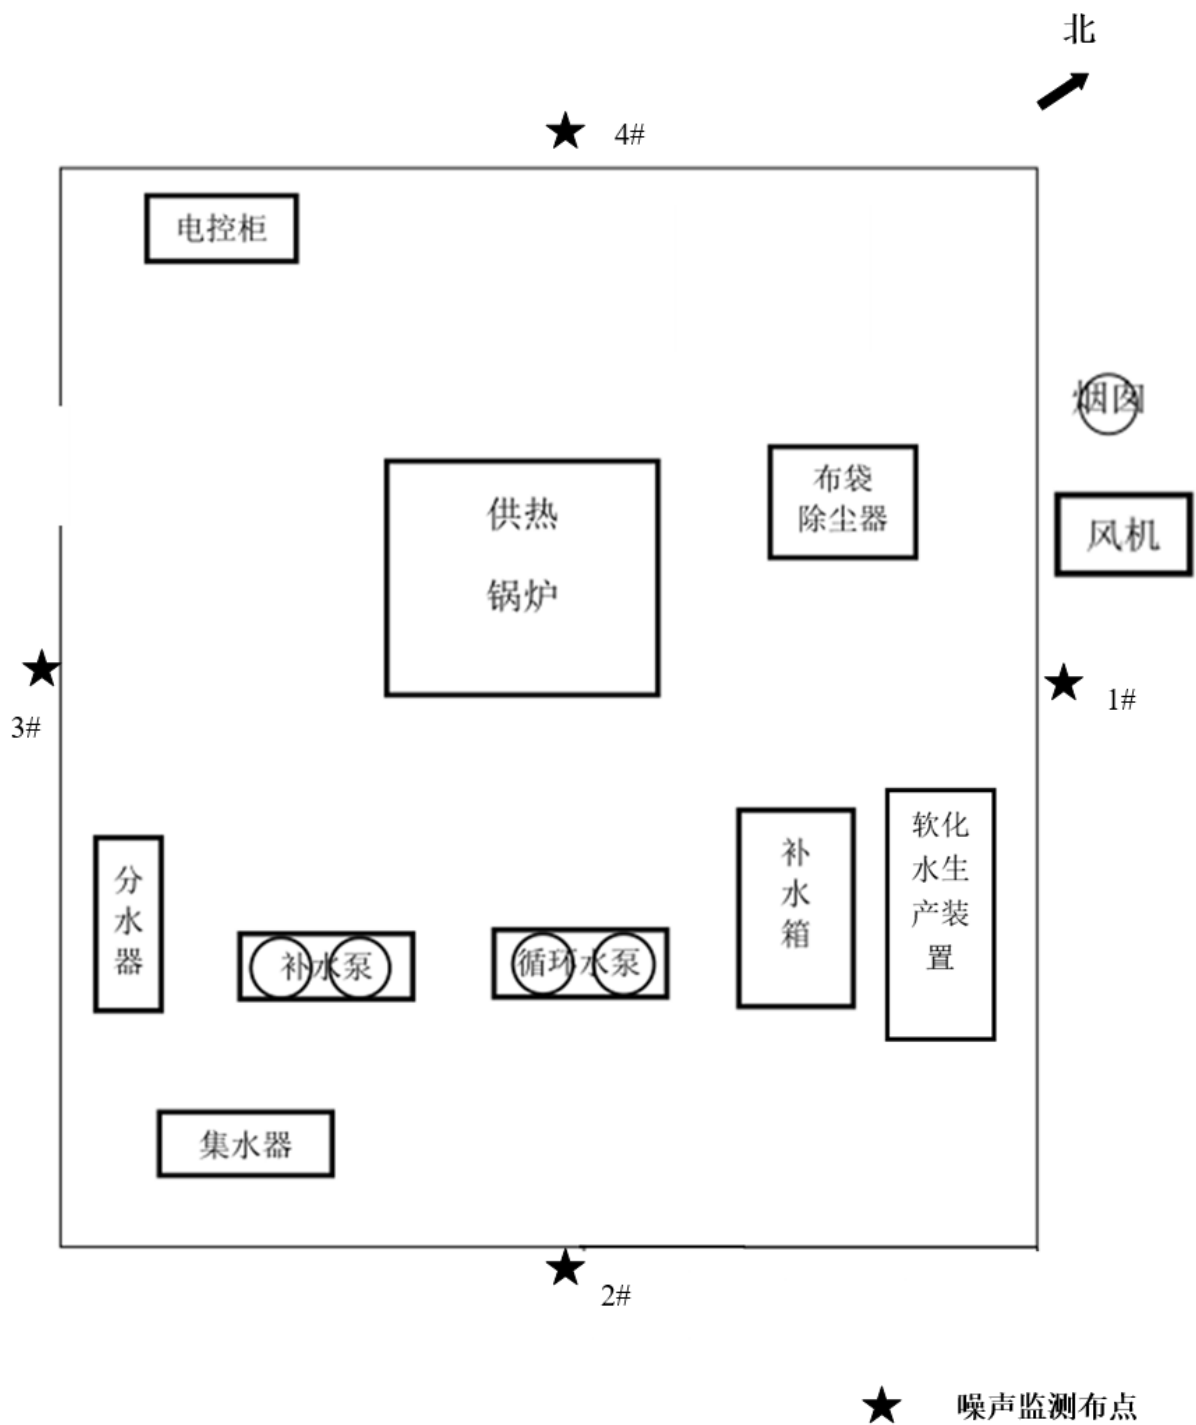 北
4#
电控柜
烟囱
布袋
除尘器
供热
锅炉
风机
3#
1#
分
水
器
补水泵
循环水泵
补
水
箱
软化
水生
产装
置
集水器
2#
噪声监测布点